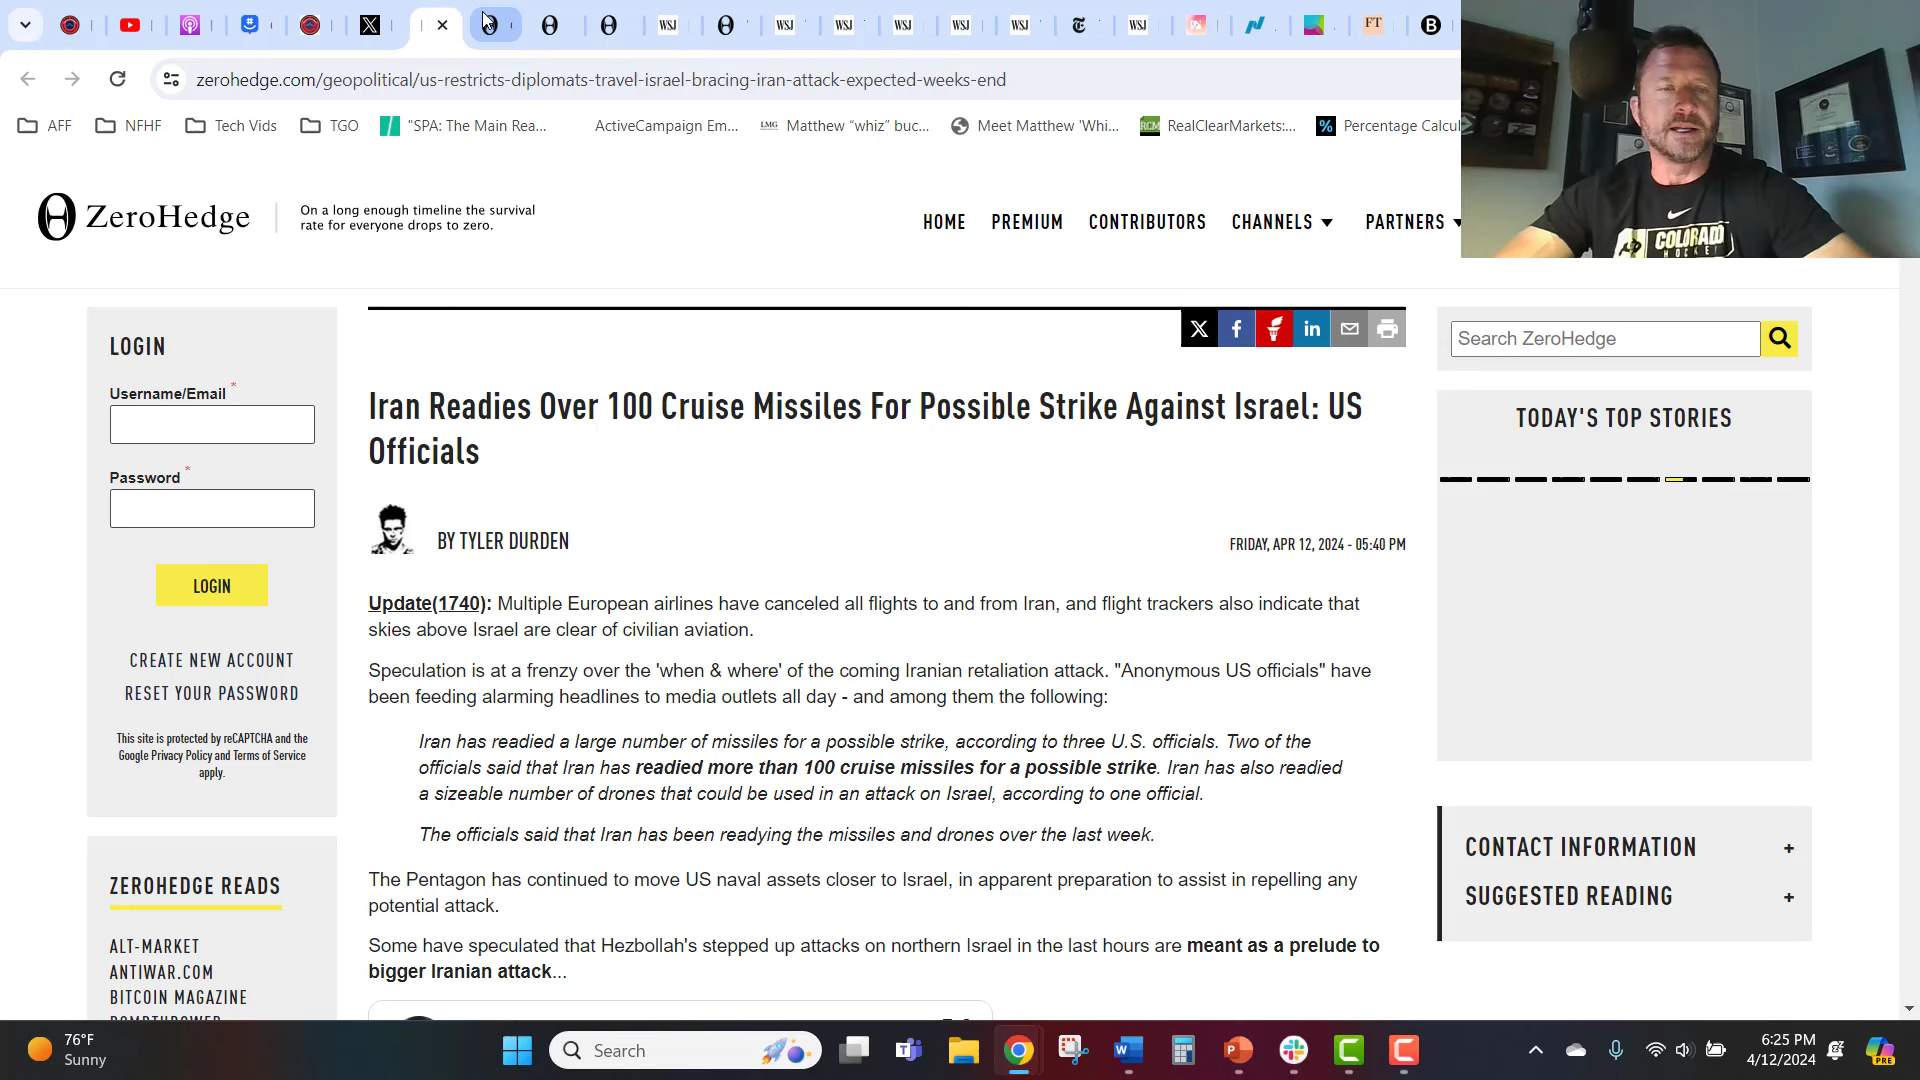 WSJ
WSJ
WSJ
WSJ
WSJ
WSJ
WSJ
FT
B
zerohedge.com/geopolitical/us-restricts-diplomats-travel-israel-bracing-iran-attack-expected-weeks-end
AFF
NFHF
Tech Vids
TGO
"SPA: The Main Rea...
ActiveCampaign Em...
LMG
Matthew “whiz” buc...
Meet Matthew 'Whi...
RCM
RealClearMarkets:...
%
Percentage Calcul
COLORADO
HOCKEY
ZeroHedge
On a long enough timeline the survival
rate for everyone drops to zero.
HOME
PREMIUM
CONTRIBUTORS
CHANNELS
PARTNERS
LOGIN
Username/Email *
Password *
LOGIN
CREATE NEW ACCOUNT
RESET YOUR PASSWORD
This site is protected by reCAPTCHA and the
Google Privacy Policy and Terms of Service
apply.
ZEROHEDGE READS
ALT-MARKET
ANTIWAR.COM
BITCOIN MAGAZINE
BOMBTHROWER
Iran Readies Over 100 Cruise Missiles For Possible Strike Against Israel: US
Officials
BY TYLER DURDEN
FRIDAY, APR 12, 2024 - 05:40 PM
Update(1740): Multiple European airlines have canceled all flights to and from Iran, and flight trackers also indicate that
skies above Israel are clear of civilian aviation.
Speculation is at a frenzy over the 'when & where' of the coming Iranian retaliation attack. "Anonymous US officials" have
been feeding alarming headlines to media outlets all day - and among them the following:
Iran has readied a large number of missiles for a possible strike, according to three U.S. officials. Two of the
officials said that Iran has readied more than 100 cruise missiles for a possible strike. Iran has also readied
a sizeable number of drones that could be used in an attack on Israel, according to one official.
The officials said that Iran has been readying the missiles and drones over the last week.
The Pentagon has continued to move US naval assets closer to Israel, in apparent preparation to assist in repelling any
potential attack.
Some have speculated that Hezbollah's stepped up attacks on northern Israel in the last hours are meant as a prelude to
bigger Iranian attack...
Search ZeroHedge
TODAY'S TOP STORIES
CONTACT INFORMATION +
SUGGESTED READING +
76°F
Sunny
Search
6:25 PM
4/12/2024
PRE